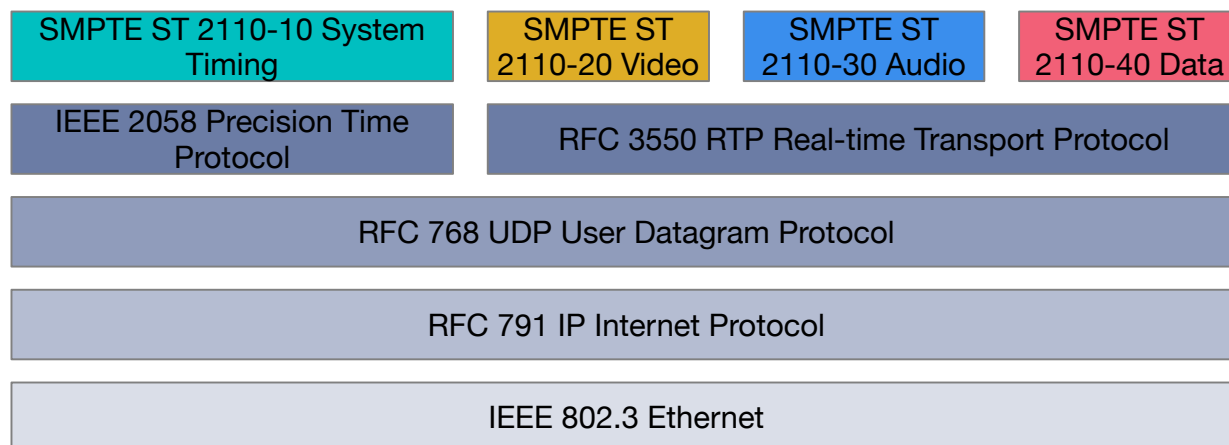 SMPTE ST 2110-10 System
Timing
SMPTE ST
2110-20 Video
SMPTE ST
2110-30 Audio
SMPTE ST
2110-40 Data
IEEE 2058 Precision Time
Protocol
RFC 3550 RTP Real-time Transport Protocol
RFC 768 UDP User Datagram Protocol
RFC 791 IP Internet Protocol
IEEE 802.3 Ethernet